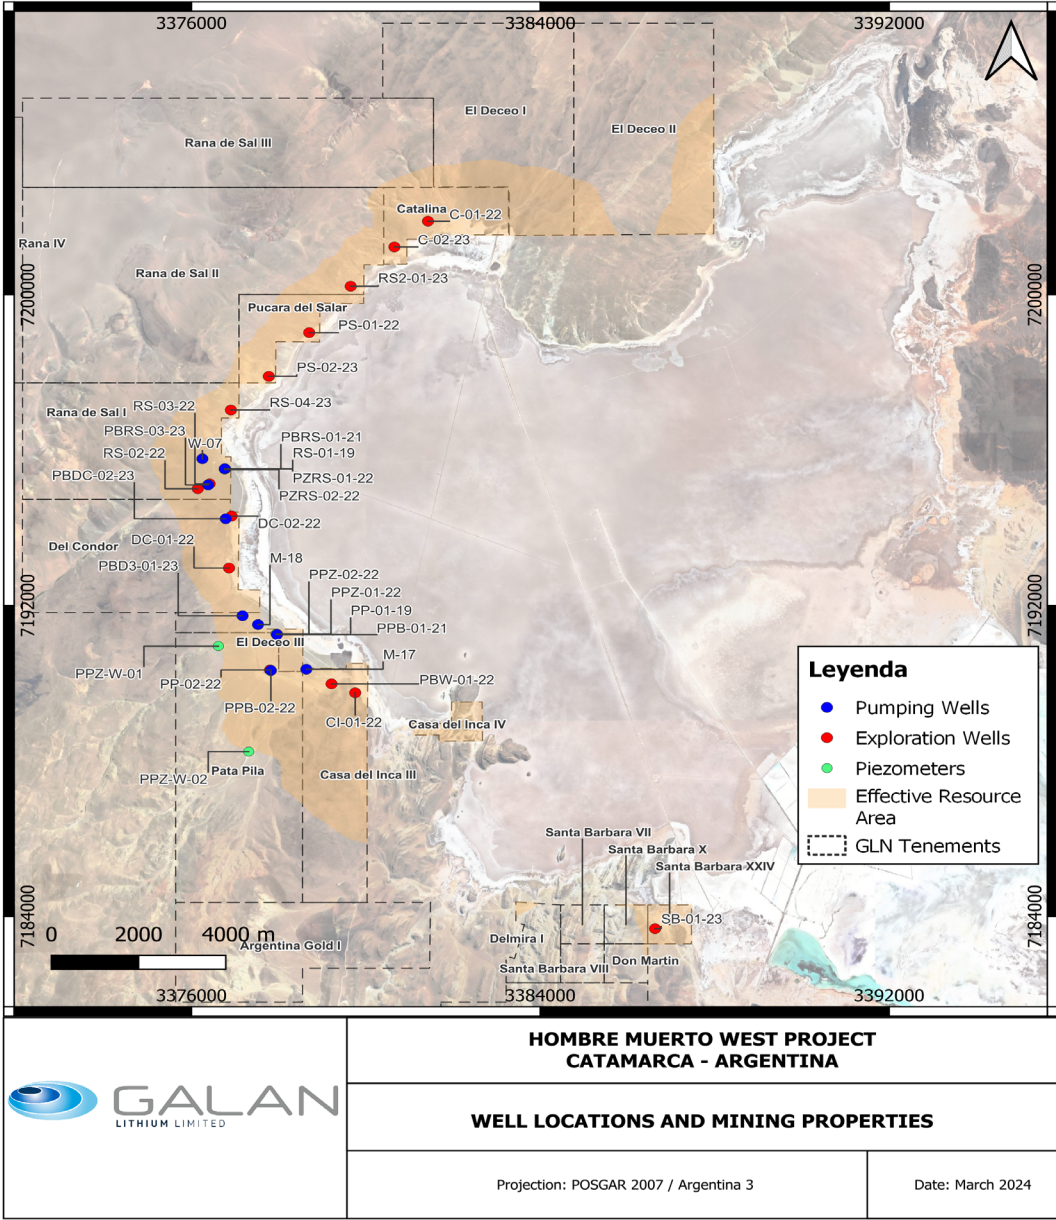 3376000
3384000
3392000
El Deceo I
El Deceo II
Rana de Sal III
Catalina
C-01-22
Rana IV
C-02-23
Rana de Sal II
RS2-01-23
7200000
7200000
Pucara del Salar
PS-01-22
PS-02-23
RS-04-23
Rana de Sal I
RS-03-22
PBRS-03-23
W-07
PBRS-01-21
RS-02-22
RS-01-19
PBDC-02-23
PZRS-01-22
PZRS-02-22
DC-02-22
DC-01-22
Del Condor
M-18
PBD3-01-23
PPZ-02-22
PPZ-01-22
7192000
7192000
PP-01-19
PPB-01-21
El Deceo III
M-17
PPZ-W-01
PP-02-22
PBW-01-22
PPB-02-22
CI-01-22
Casa del Inca IV
Pata Pila
PPZ-W-02
Casa del Inca III
Leyenda
Pumping Wells
Exploration Wells
Piezometers
Effective Resource
Area
GLN Tenements
Santa Barbara VII
Santa Barbara X
Santa Barbara XXIV
7184000
7184000
SB-01-23
0 2000 4000 m
Argentina Gold I
Delmira I
Don Martin
Santa Barbara VIII
3376000
3384000
3392000
GALAN
LITHIUM LIMITED
HOMBRE MUERTO WEST PROJECT
CATAMARCA - ARGENTINA
WELL LOCATIONS AND MINING PROPERTIES
Projection: POSGAR 2007 / Argentina 3
Date: March 2024